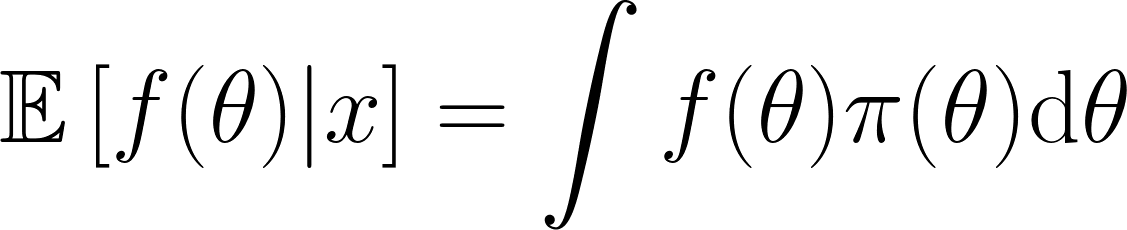 𝔼 [f(θ)|x] = ∫ f(θ)π(θ)dθ